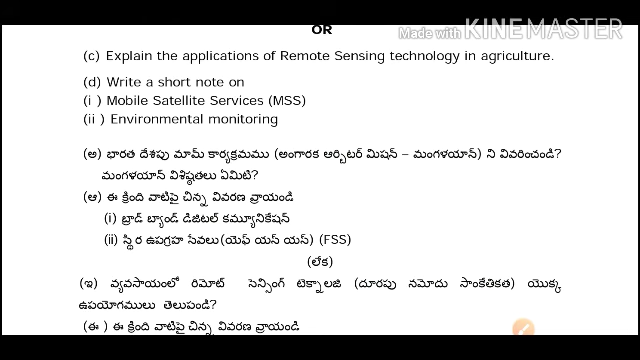 OR
Made with KINEMASTER
(c) Explain the applications of Remote Sensing technology in agriculture.
(d) Write a short note on
(i ) Mobile Satellite Services (MSS)
(ii ) Environmental monitoring
(అ) భారత దేశపు మామ్ కార్యక్రమము (అంగారక ఆర్బిటర్ మిషన్ – మంగళయాన్) ని వివరించండి?
మంగళయాన్ విశిష్ఠతలు ఏమిటి?
(ఆ) ఈ క్రింది వాటిపై చిన్న వివరణ వ్రాయండి
(i) బ్రాడ్ బ్యాండ్ డిజిటల్ కమ్యూనికేషన్
(ii) స్థిర ఉపగ్రహ సేవలు(యెఫ్ యస్ యస్) (FSS)
(లేక)
(ఇ) వ్యవసాయంలో రిమోట్ సెన్సింగ్ టెక్నాలజి (దూరపు నమోదు సాంకేతికత) యొక్క
ఉపయోగములు తెలుపండి?
(ఈ ) ఈ క్రింది వాటిపై చిన్న వివరణ వ్రాయండి